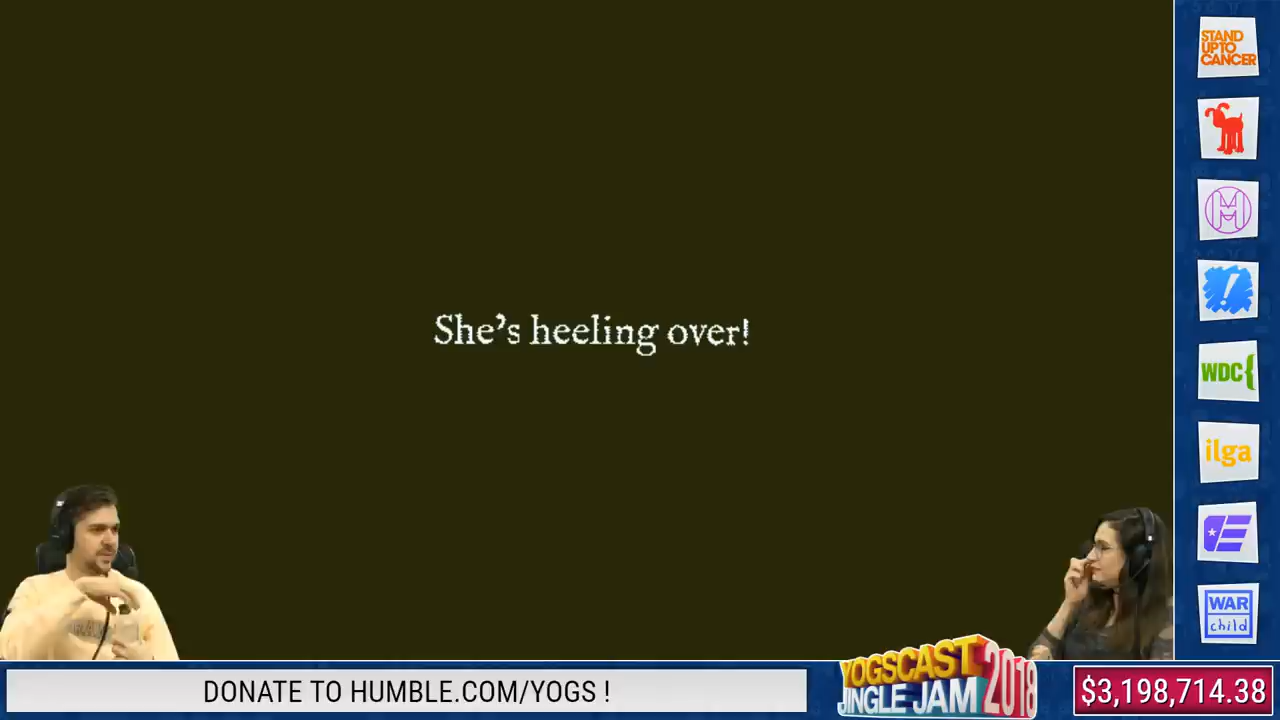 She's heeling over!
STAND
UP TO
CANCER
M
!
WDC{
ilga
E
WAR
child
DONATE TO HUMBLE.COM/YOGS !
YOGSCAST
JINGLE JAM 2018
$3,198,714.38